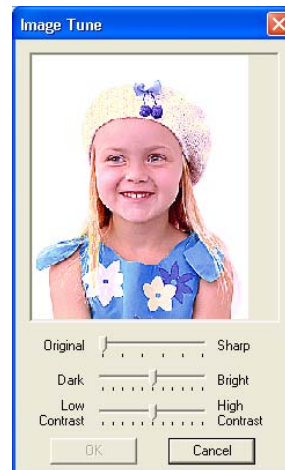 Image Tune
Original Sharp
Dark Bright
Low Contrast High Contrast
OK Cancel